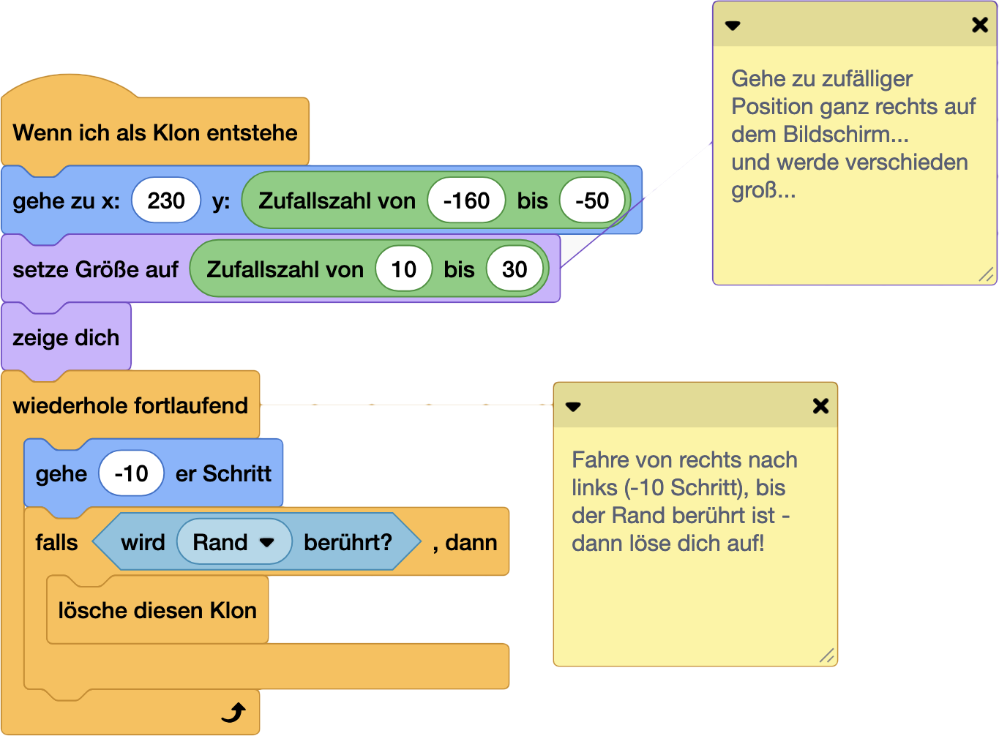 Wenn ich als Klon entstehe
gehe zu x: 230 y: Zufallszahl von -160 bis -50
setze Größe auf Zufallszahl von 10 bis 30
zeige dich
wiederhole fortlaufend
gehe -10 er Schritt
falls wird Rand berührt? , dann
lösche diesen Klon
Gehe zu zufälliger
Position ganz rechts auf
dem Bildschirm...
und werde verschieden
groß...
Fahre von rechts nach
links (-10 Schritt), bis
der Rand berührt ist -
dann löse dich auf!